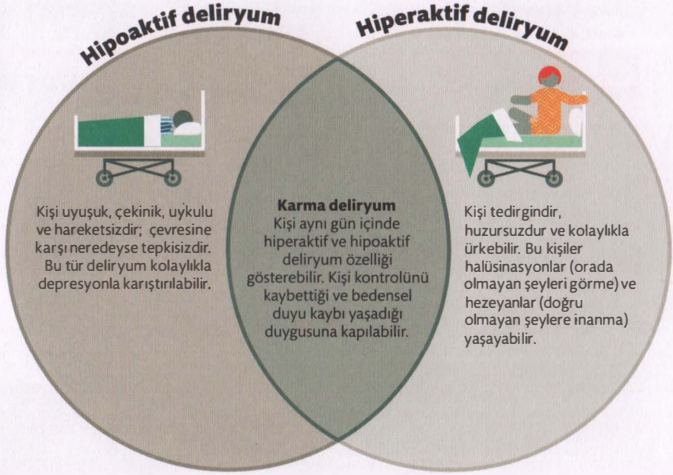 Hipoaktif deliryum
Hiperaktif deliryum
Kişi uyuşuk, çekinik, uykulu
ve hareketsizdir; çevresine
karşı neredeyse tepkisizdir.
Bu tür deliryum kolaylıkla
depresyonla karıştırılabilir.
Karma deliryum
Kişi aynı gün içinde
hiperaktif ve hipoaktif
deliryum özelliği
gösterebilir. Kişi kontrolünü
kaybettiği ve bedensel
duyu kaybı yaşadığı
duygusuna kapılabilir.
Kişi tedirgindir,
huzursuzdur ve kolaylıkla
ürkebilir. Bu kişiler
halüsinasyonlar (orada
olmayan şeyleri görme) ve
hezeyanlar (doğru
olmayan şeylere inanma)
yaşayabilir.